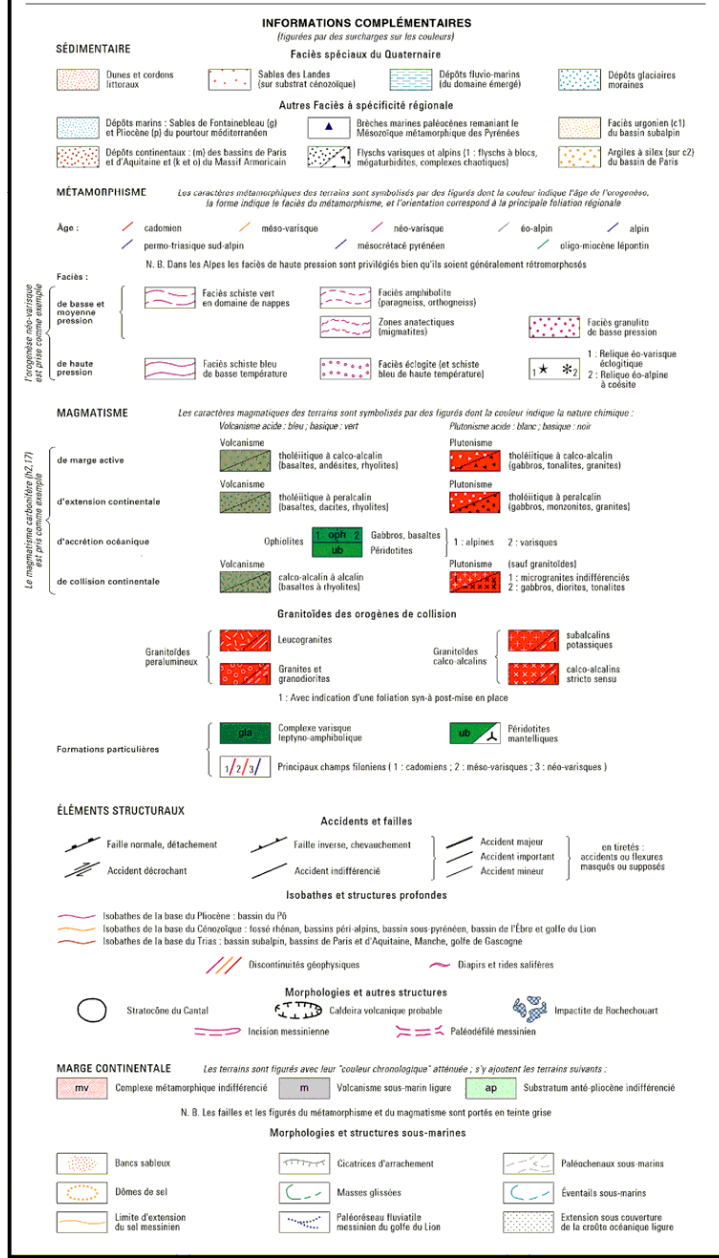 INFORMATIONS COMPLÉMENTAIRES
(figurées par des surcharges sur les couleurs)
SÉDIMENTAIRE
Faciès spéciaux du Quaternaire
Dunes et cordons
littoraux
Sables des Landes
(sur substrat cénozoïque)
Dépôts fluvio-marins
(du domaine émergé)
Dépôts glaciaires
moraines
Autres Faciès à spécificité régionale
Dépôts marins : Sables de Fontainebleau (g)
et Pliocène (p) du pourtour méditerranéen
Brèches marines paléocènes remaniant le
Mésozoïque métamorphique des Pyrénées
Faciès urgonien (c1)
du bassin subalpin
Dépôts continentaux : (m) des bassins de Paris
et d'Aquitaine et (k et o) du Massif Armoricain
Flyschs varisques et alpins (1 : flyschs à blocs,
mégaturbidites, complexes chaotiques)
Argiles à silex (sur c2)
du bassin de Paris
MÉTAMORPHISME
Les caractères métamorphiques des terrains sont symbolisés par des figurés dont la couleur indique l'âge de l'orogenèse,
la forme indique le faciès du métamorphisme, et l'orientation correspond à la principale foliation régionale
Âge :
cadomien
méso-varisque
néo-varisque
éo-alpin
alpin
permo-triasique sud-alpin
mésocrétacé pyrénéen
oligo-miocène lépontin
N. B. Dans les Alpes les faciès de haute pression sont privilégiés bien qu'ils soient généralement rétromorphosés
Faciès :
l'orogenèse néo-varisque
est prise comme exemple
de basse et
moyenne
pression
Faciès schiste vert
en domaine de nappes
Faciès amphibolite
(paragneiss, orthogneiss)
Zones anatectiques
(migmatites)
Faciès granulite
de basse pression
de haute
pression
Faciès schiste bleu
de basse température
Faciès éclogite (et schiste
bleu de haute température)
1 2
1 : Relique éo-varisque
éclogitique
2 : Relique éo-alpine
à coésite
MAGMATISME
Les caractères magmatiques des terrains sont symbolisés par des figurés dont la couleur indique la nature chimique :
Volcanisme acide : bleu ; basique : vert
Plutonisme acide : blanc ; basique : noir
Le magmatisme carbonifère (h2,17)
est pris comme exemple
de marge active
Volcanisme
tholéiitique à calco-alcalin
(basaltes, andésites, rhyolites)
Plutonisme
tholéiitique à calco-alcalin
(gabbros, tonalites, granites)
d'extension continentale
Volcanisme
tholéiitique à peralcalin
(basaltes, dacites, rhyolites)
Plutonisme
tholéiitique à peralcalin
(gabbros, monzonites, granites)
d'accrétion océanique
Ophiolites
1 oph 2
ub
Gabbros, basaltes
Péridotites
1 : alpines
2 : varisques
de collision continentale
Volcanisme
calco-alcalin à alcalin
(basaltes à rhyolites)
Plutonisme
(sauf granitoïdes)
1 : microgranites indifférenciés
2 : gabbros, diorites, tonalites
Granitoïdes des orogènes de collision
Granitoïdes
peralumineux
Leucogranites
Granites et
granodiorites
Granitoïdes
calco-alcalins
subalcalins
potassiques
calco-alcalins
stricto sensu
1 : Avec indication d'une foliation syn-à post-mise en place
Formations particulières
gla
Complexe varisque
leptyno-amphibolique
ub
Péridotites
mantelliques
1/2/3/
Principaux champs filoniens ( 1 : cadomiens ; 2 : méso-varisques ; 3 : néo-varisques )
ÉLÉMENTS STRUCTURAUX
Accidents et failles
Faille normale, détachement
Faille inverse, chevauchement
Accident majeur
Accident important
Accident mineur
en tiretés :
accidents ou flexures
masqués ou supposés
Accident décrochant
Accident indifférencié
Isobathes et structures profondes
Isobathes de la base du Pliocène : bassin du Pô
Isobathes de la base du Cénozoïque : fossé rhénan, bassins péri-alpins, bassin sous-pyrénéen, bassin de l'Èbre et golfe du Lion
Isobathes de la base du Trias : bassin subalpin, bassins de Paris et d'Aquitaine, Manche, golfe de Gascogne
Discontinuités géophysiques
Diapirs et rides salifères
Morphologies et autres structures
Stratocône du Cantal
Caldeira volcanique probable
Impactite de Rochechouart
Incision messinienne
Paléodéfilé messinien
MARGE CONTINENTALE
Les terrains sont figurés avec leur "couleur chronologique" atténuée ; s'y ajoutent les terrains suivants :
mv
Complexe métamorphique indifférencié
m
Volcanisme sous-marin ligure
ap
Substratum anté-pliocène indifférencié
N. B. Les failles et les figurés du métamorphisme et du magmatisme sont portés en teinte grise
Morphologies et structures sous-marines
Bancs sableux
Cicatrices d'arrachement
Paléochenaux sous-marins
Dômes de sel
Masses glissées
Éventails sous-marins
Limite d'extension
du sel messinien
Paléoréseau fluviatile
messinien du golfe du Lion
Extension sous couverture
de la croûte océanique ligure